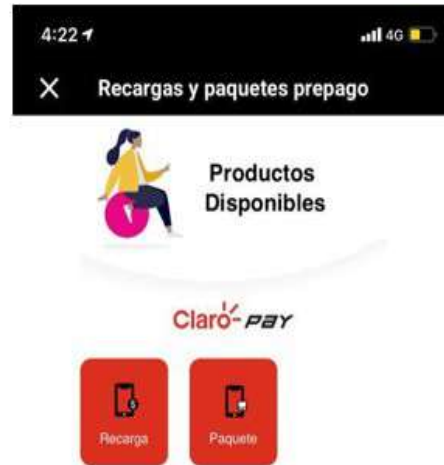 4:22 4G
Recargas y paquetes prepago
Productos
Disponibles
Claro-pay
Recarga Paquete